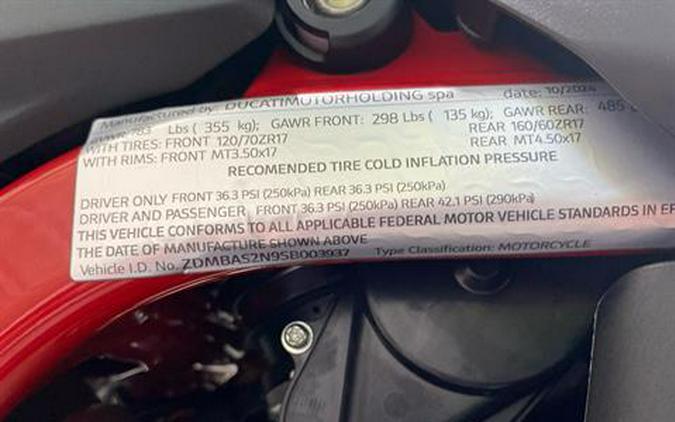 Manufactured by: DUCATIMOTORHOLDING spa date: 10/2024
GVWR 783 Lbs ( 355 kg); GAWR FRONT: 298 Lbs ( 135 kg); GAWR REAR: 485
WITH TIRES: FRONT 120/70ZR17 REAR 160/60ZR17
WITH RIMS: FRONT MT3.50x17 REAR MT4.50x17
RECOMENDED TIRE COLD INFLATION PRESSURE
DRIVER ONLY FRONT 36.3 PSI (250kPa) REAR 36.3 PSI (250kPa)
DRIVER AND PASSENGER FRONT 36.3 PSI (250kPa) REAR 42.1 PSI (290kPa)
THIS VEHICLE CONFORMS TO ALL APPLICABLE FEDERAL MOTOR VEHICLE STANDARDS IN EF
THE DATE OF MANUFACTURE SHOWN ABOVE
Vehicle I.D. No. ZDMBAS2N9SB003937 Type Classification: MOTORCYCLE